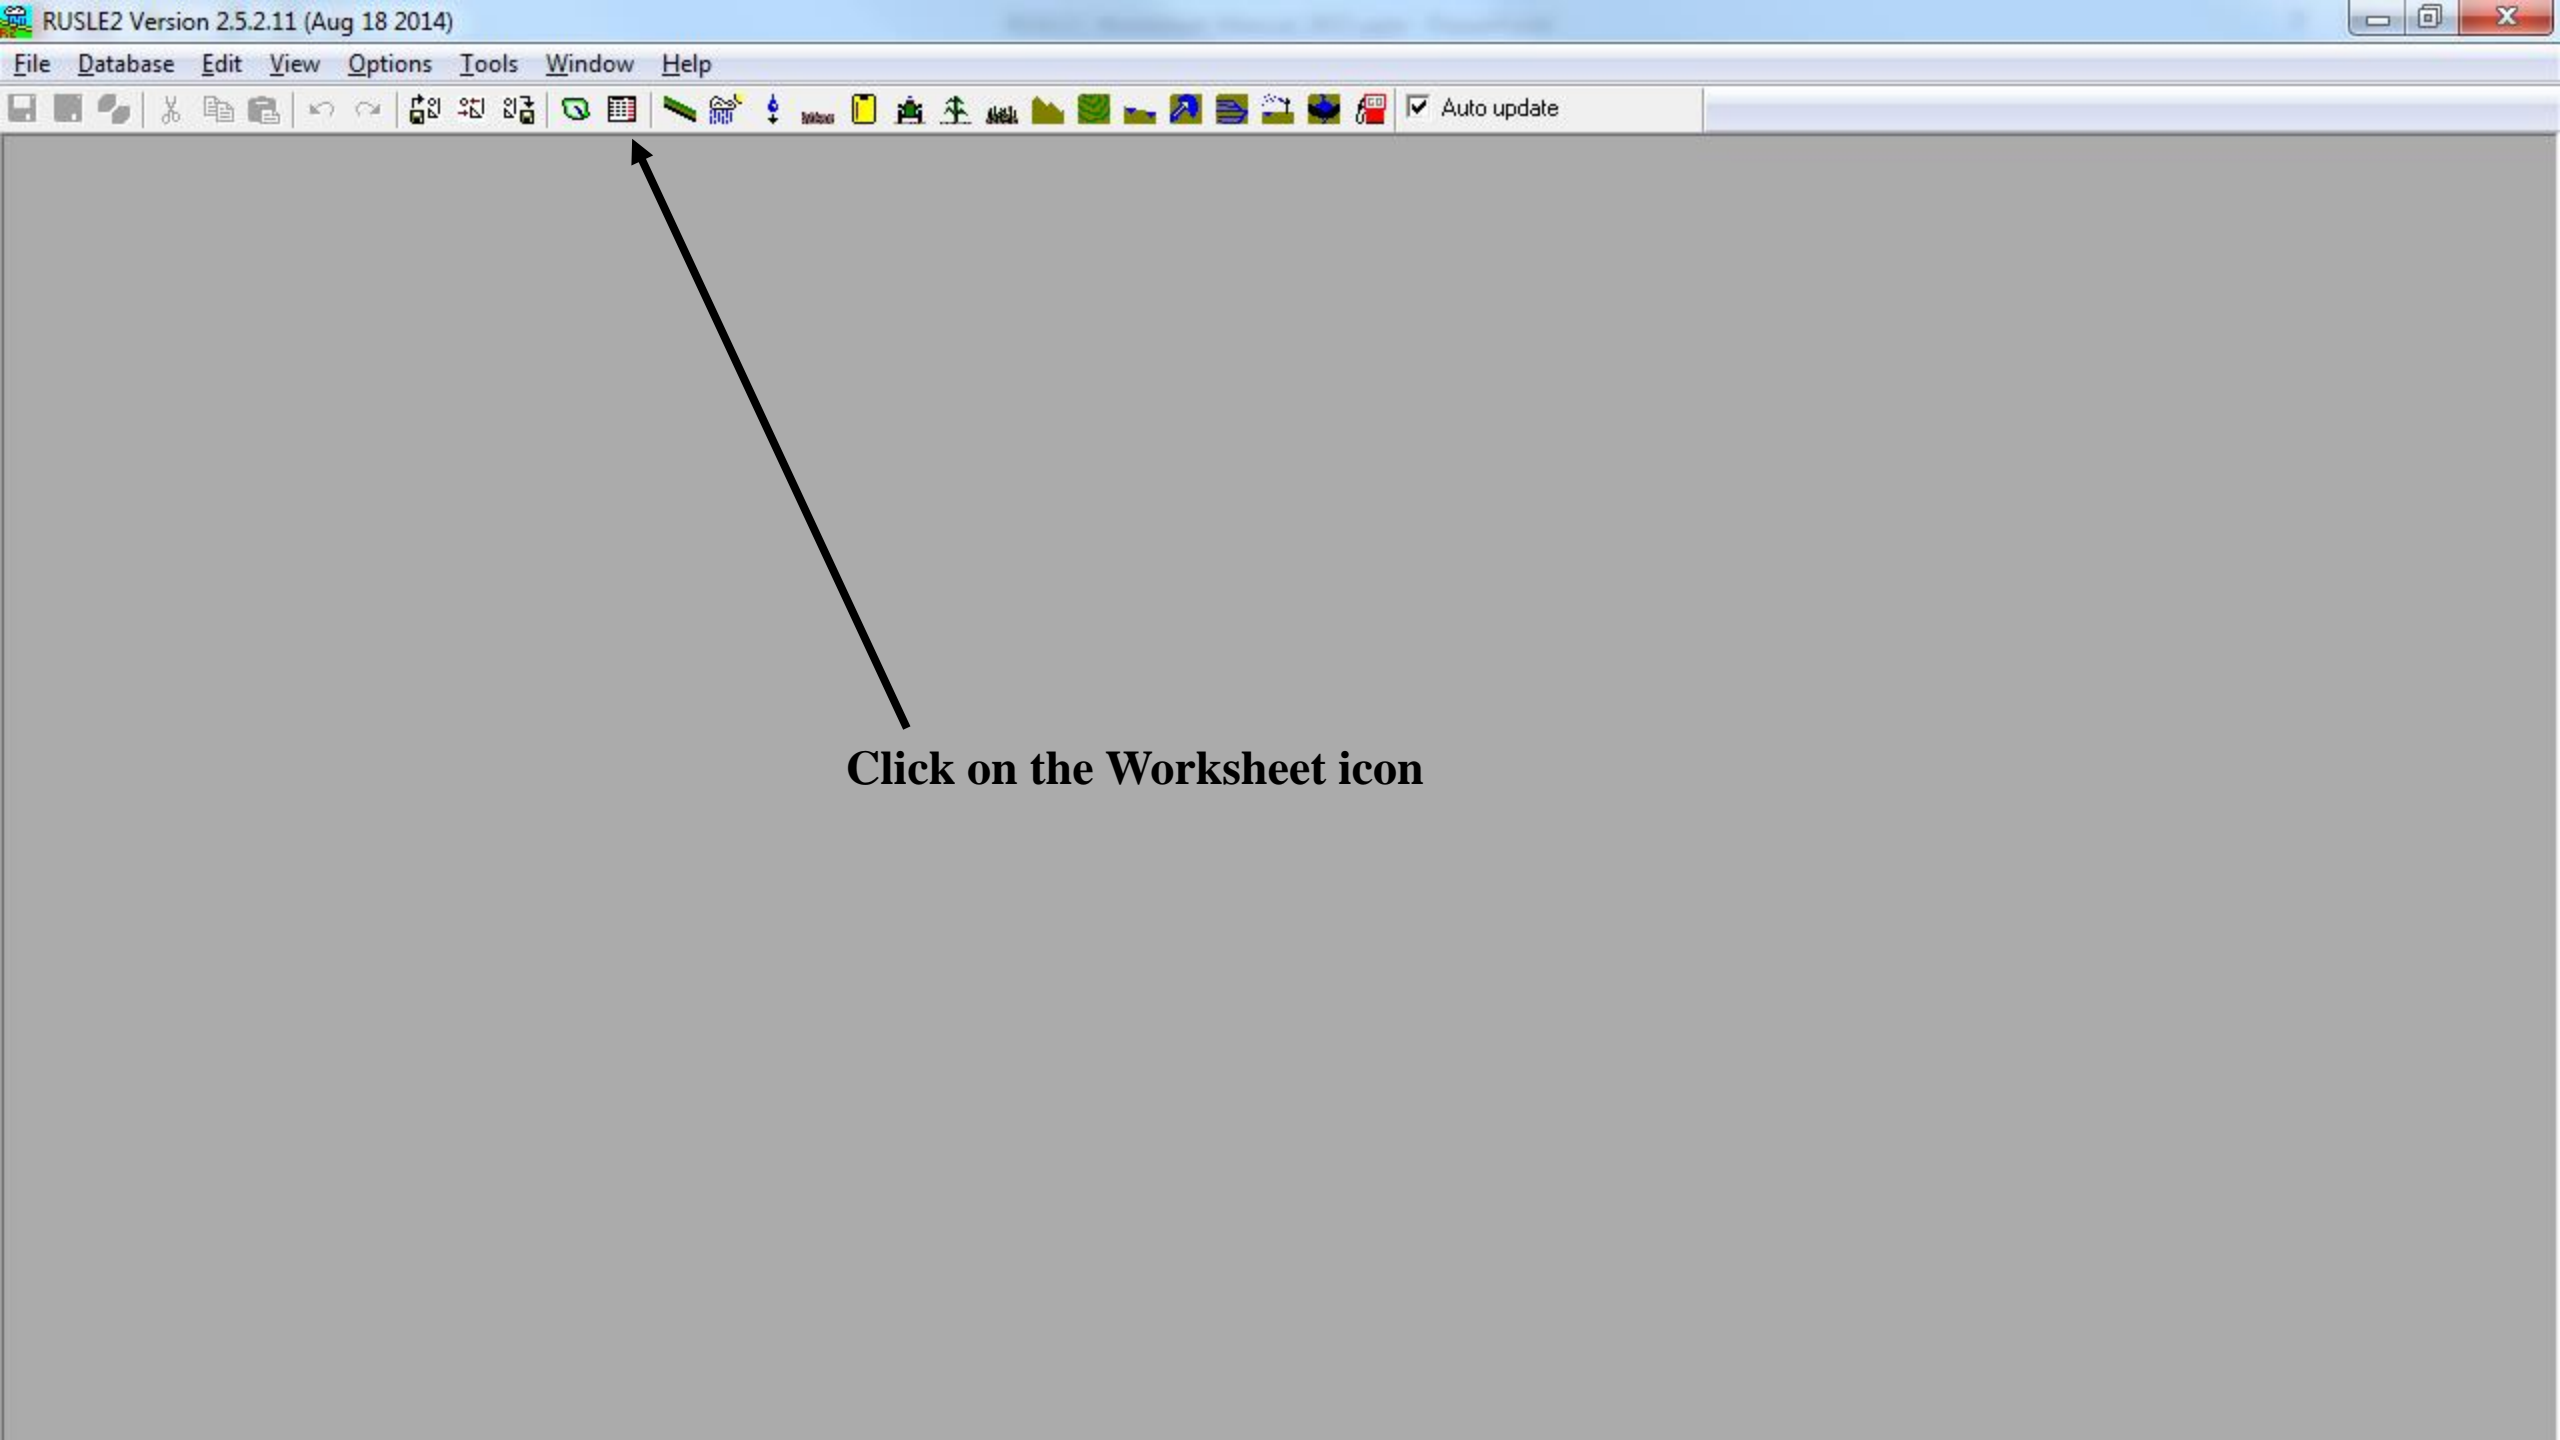 RUSLE2 Version 2.5.2.11 (Aug 18 2014)
File Database Edit View Options Tools Window Help
Auto update
Click on the Worksheet icon